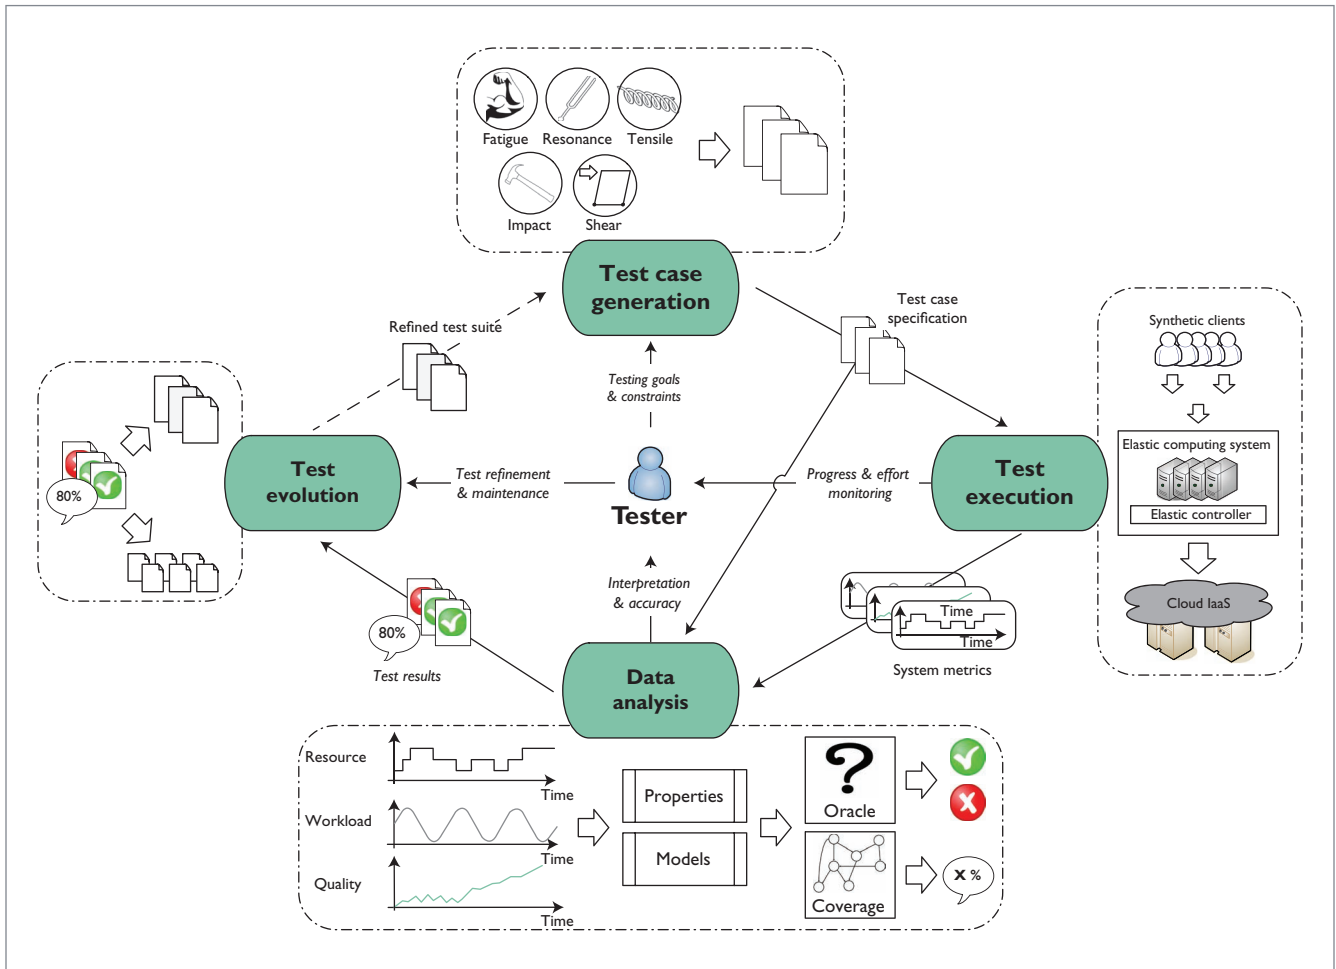 Fatigue
Resonance
Tensile
Impact
Shear
Test case
generation
Test case
specification
Refined test suite
Synthetic clients
Testing goals
& constraints
Elastic computing system
Elastic controller
Cloud IaaS
80%
Test
evolution
Test refinement
& maintenance
Tester
Progress & effort
monitoring
Test
execution
Interpretation
& accuracy
80%
Test results
Time
Time
System metrics
Data
analysis
Resource
Time
Workload
Time
Quality
Time
Properties
Models
Oracle
Coverage
X %